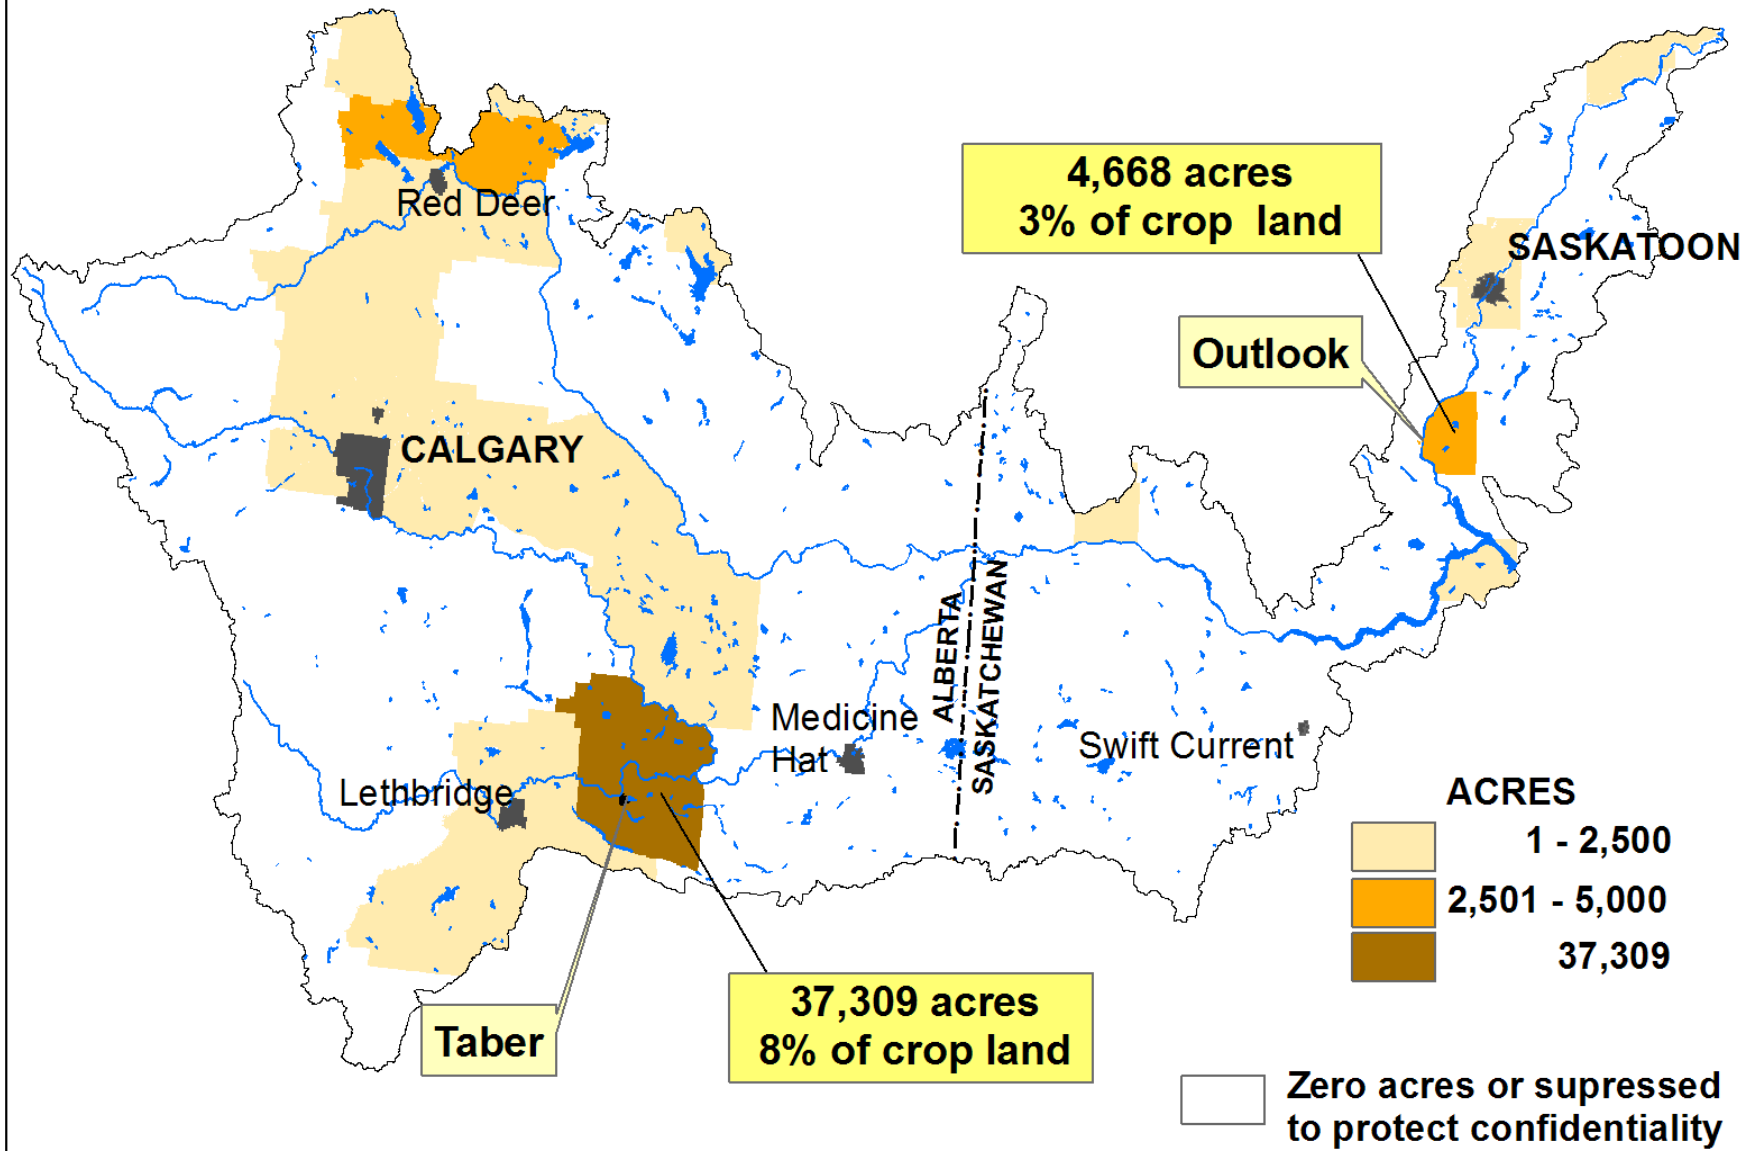 4,668 acres
3% of crop land
SASKATOON
Red Deer
Outlook
CALGARY
ALBERTA
SASKATCHEWAN
Medicine
Hat
Swift Current
Lethbridge
ACRES
1 - 2,500
2,501 - 5,000
37,309
37,309 acres
8% of crop land
Taber
Zero acres or supressed
to protect confidentiality